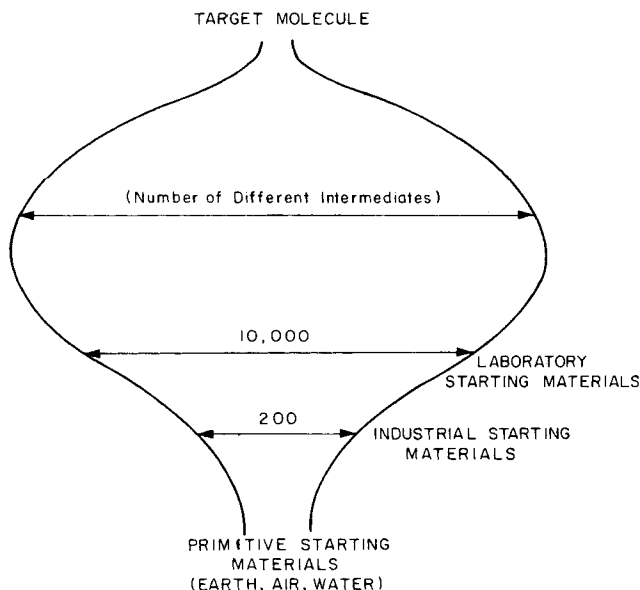 TARGET MOLECULE
(Number of Different Intermediates)
10,000
LABORATORY
STARTING MATERIALS
200
INDUSTRIAL STARTING
MATERIALS
PRIMITIVE STARTING
MATERIALS
(EARTH, AIR, WATER)